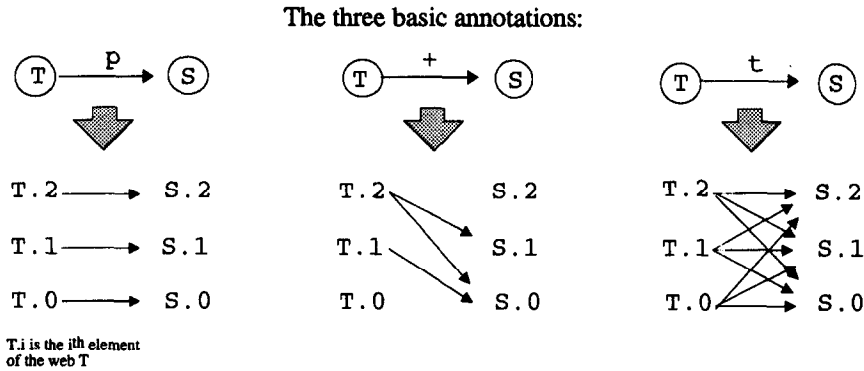 The three basic annotations:
p + t
T S T S T S
T.2 S.2 T.2 S.2 T.2 S.2
T.1 S.1 T.1 S.1 T.1 S.1
T.0 S.0 T.0 S.0 T.0 S.0
T.i is the ith element
of the web T